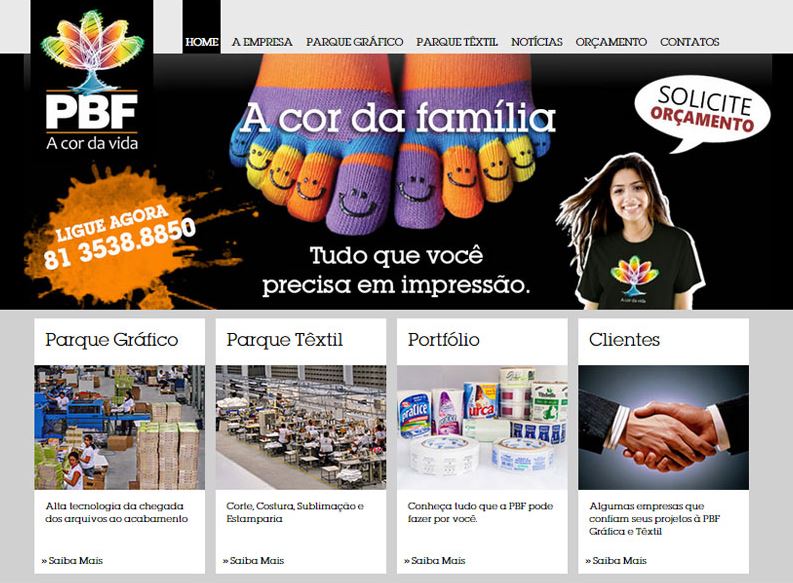 HOME A EMPRESA PARQUE GRÁFICO PARQUE TÊXTIL NOTÍCIAS ORÇAMENTO CONTATOS
PBF
A cor da vida
A cor da família
SOLICITE
ORÇAMENTO
LIGUE AGORA
81 3538.8850
Tudo que você
precisa em impressão.
A cor da vida
Parque Gráfico
Alta tecnologia da chegada
dos arquivos ao acabamento
» Saiba Mais
Parque Têxtil
Corte, Costura, Sublimação e
Estamparia
» Saiba Mais
Portfólio
pratice
urca
Conheça tudo que a PBF pode
fazer por você.
» Saiba Mais
Clientes
Algumas empresas que
confiam seus projetos à PBF
Gráfica e Têxtil
» Saiba Mais